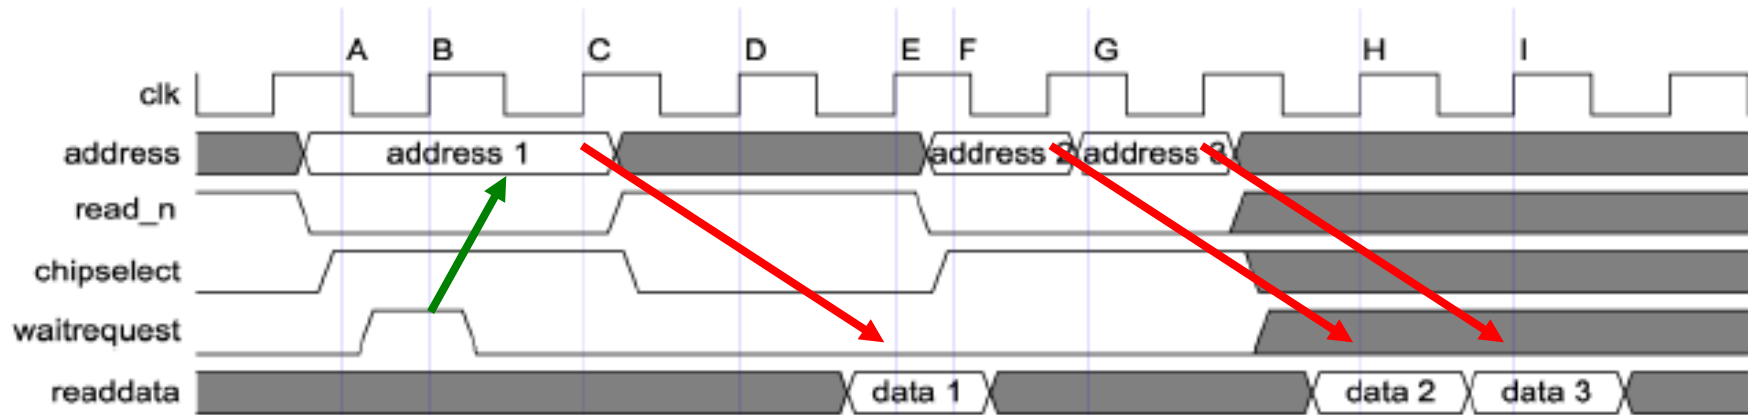 A B C D E F G H I
clk
address address 1 address 2 address 3
read_n
chipselect
waitrequest
readdata data 1 data 2 data 3